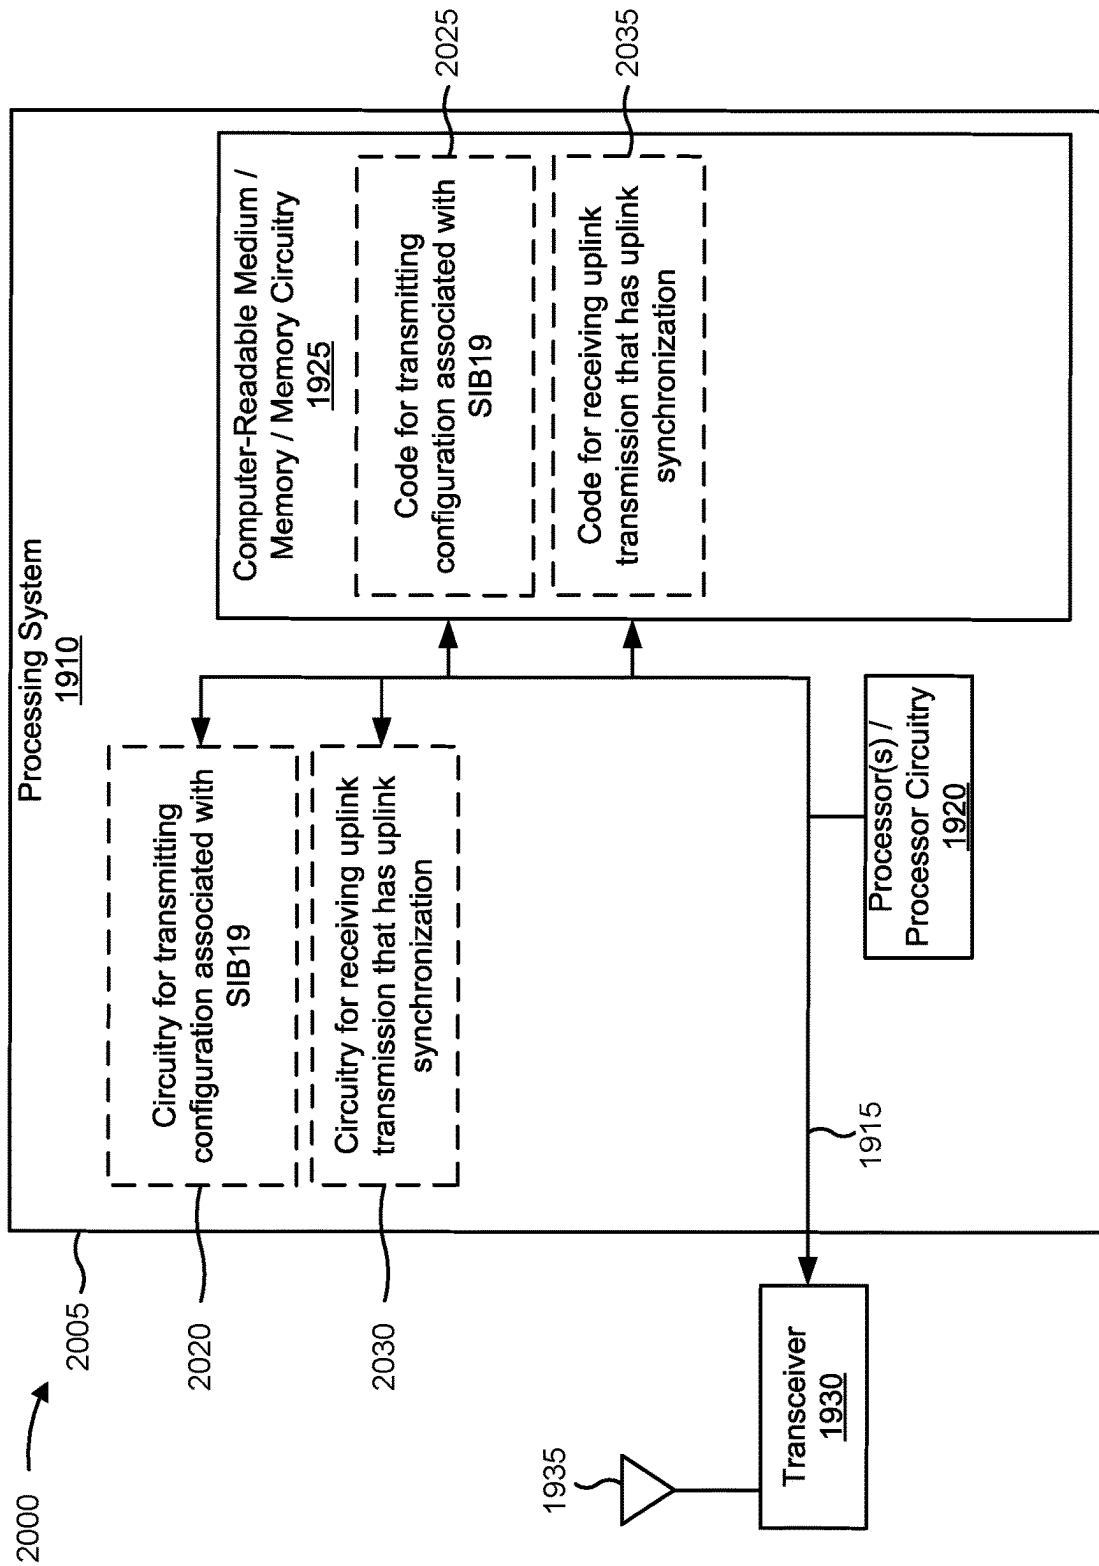 2000
2005
Processing System
1910
2020
Circuitry for transmitting
configuration associated with
SIB19
2030
Circuitry for receiving uplink
transmission that has uplink
synchronization
Computer-Readable Medium /
Memory / Memory Circuitry
1925
Code for transmitting
configuration associated with
SIB19
2025
Code for receiving uplink
transmission that has uplink
synchronization
2035
1935
Transceiver
1930
1915
Processor(s) /
Processor Circuitry
1920